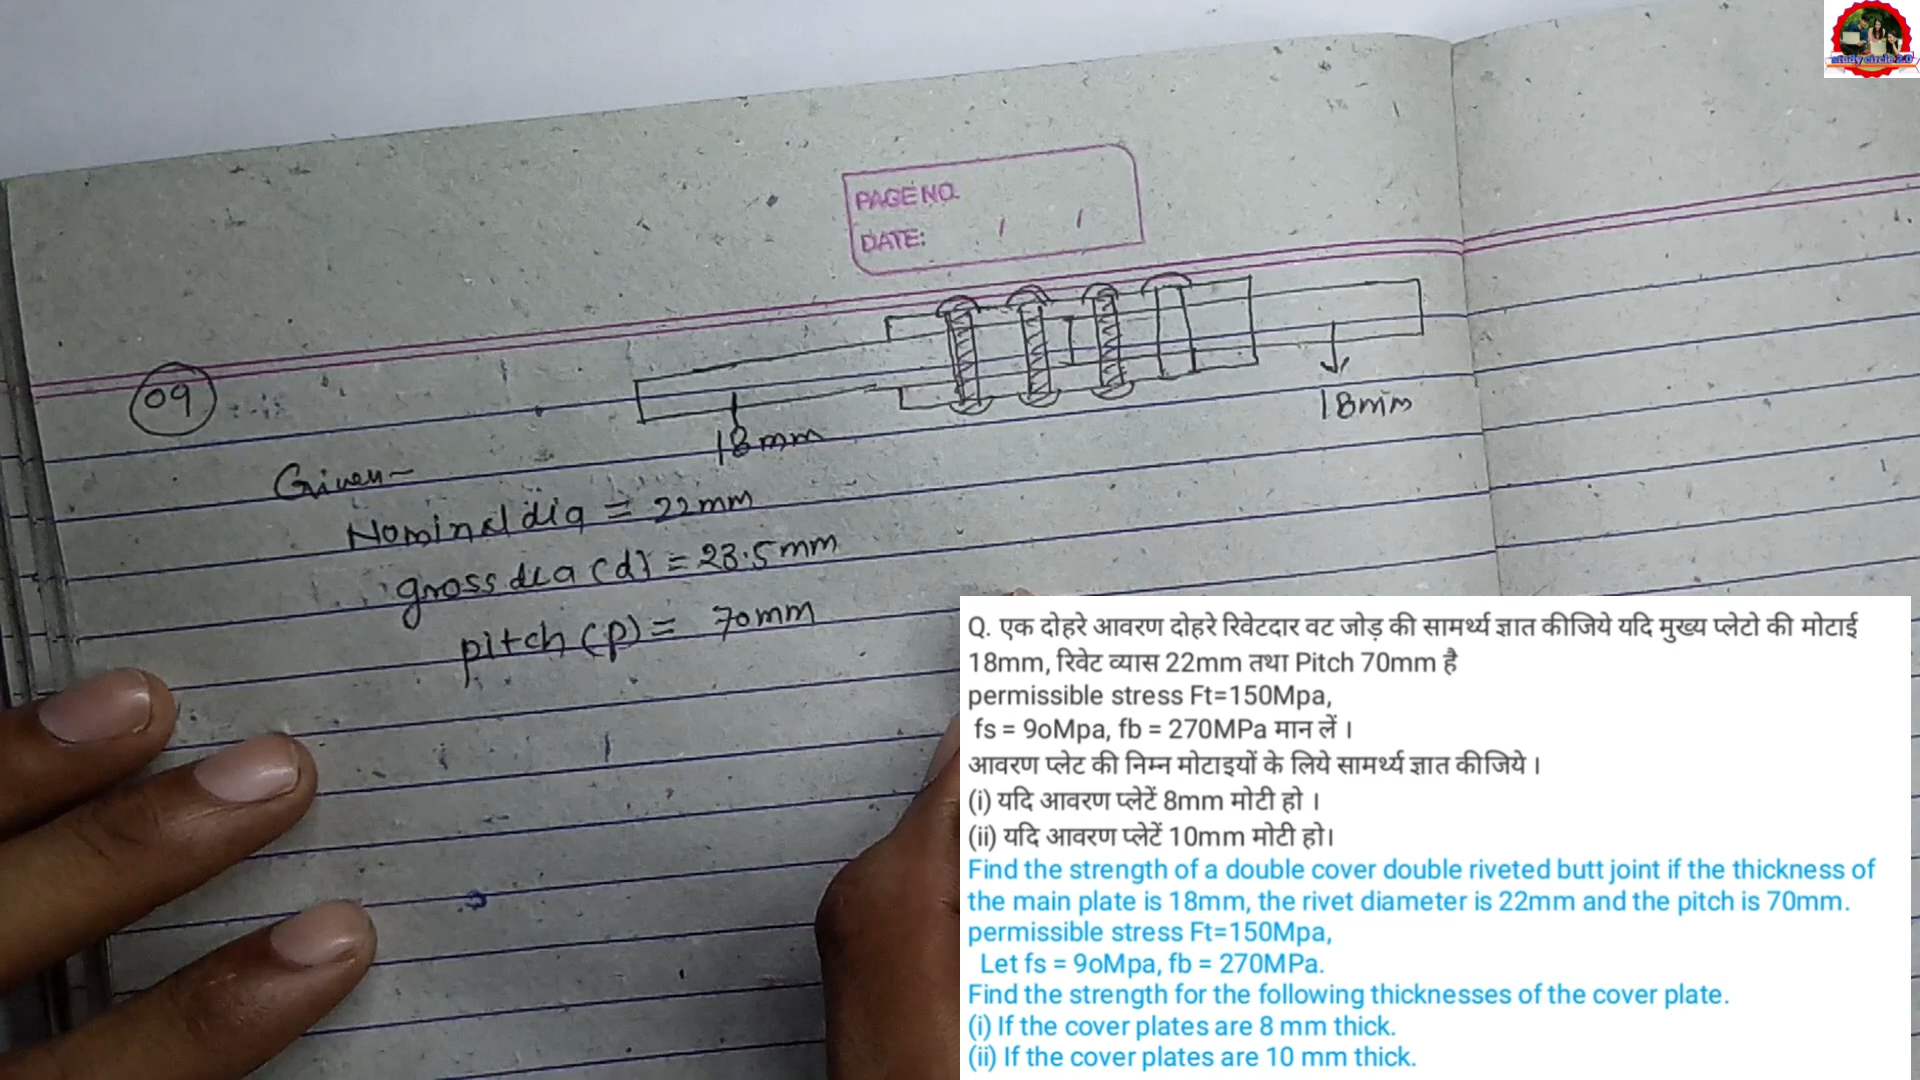 study circle 2.0
PAGE NO.
DATE: / /
09
18mm
18mm
Given~
Nominal dia = 22mm
gross dia (d) = 23.5mm
pitch (p) = 70mm
Q. एक दोहरे आवरण दोहरे रिवेटदार वट जोड़ की सामर्थ्य ज्ञात कीजिये यदि मुख्य प्लेटो की मोटाई
18mm, रिवेट व्यास 22mm तथा Pitch 70mm है
permissible stress Ft=150Mpa,
fs = 9oMpa, fb = 270MPa मान लें ।
आवरण प्लेट की निम्न मोटाइयों के लिये सामर्थ्य ज्ञात कीजिये ।
(i) यदि आवरण प्लेटें 8mm मोटी हो ।
(ii) यदि आवरण प्लेटें 10mm मोटी हो।
Find the strength of a double cover double riveted butt joint if the thickness of
the main plate is 18mm, the rivet diameter is 22mm and the pitch is 70mm.
permissible stress Ft=150Mpa,
Let fs = 9oMpa, fb = 270MPa.
Find the strength for the following thicknesses of the cover plate.
(i) If the cover plates are 8 mm thick.
(ii) If the cover plates are 10 mm thick.